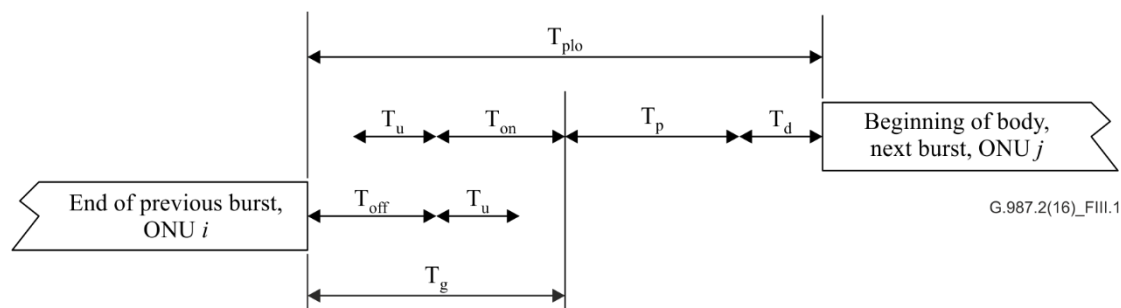 T_plo
T_u T_on T_p T_d
Beginning of body,
next burst, ONU j
End of previous burst,
ONU i
T_off T_u
G.987.2(16)_FIII.1
T_g